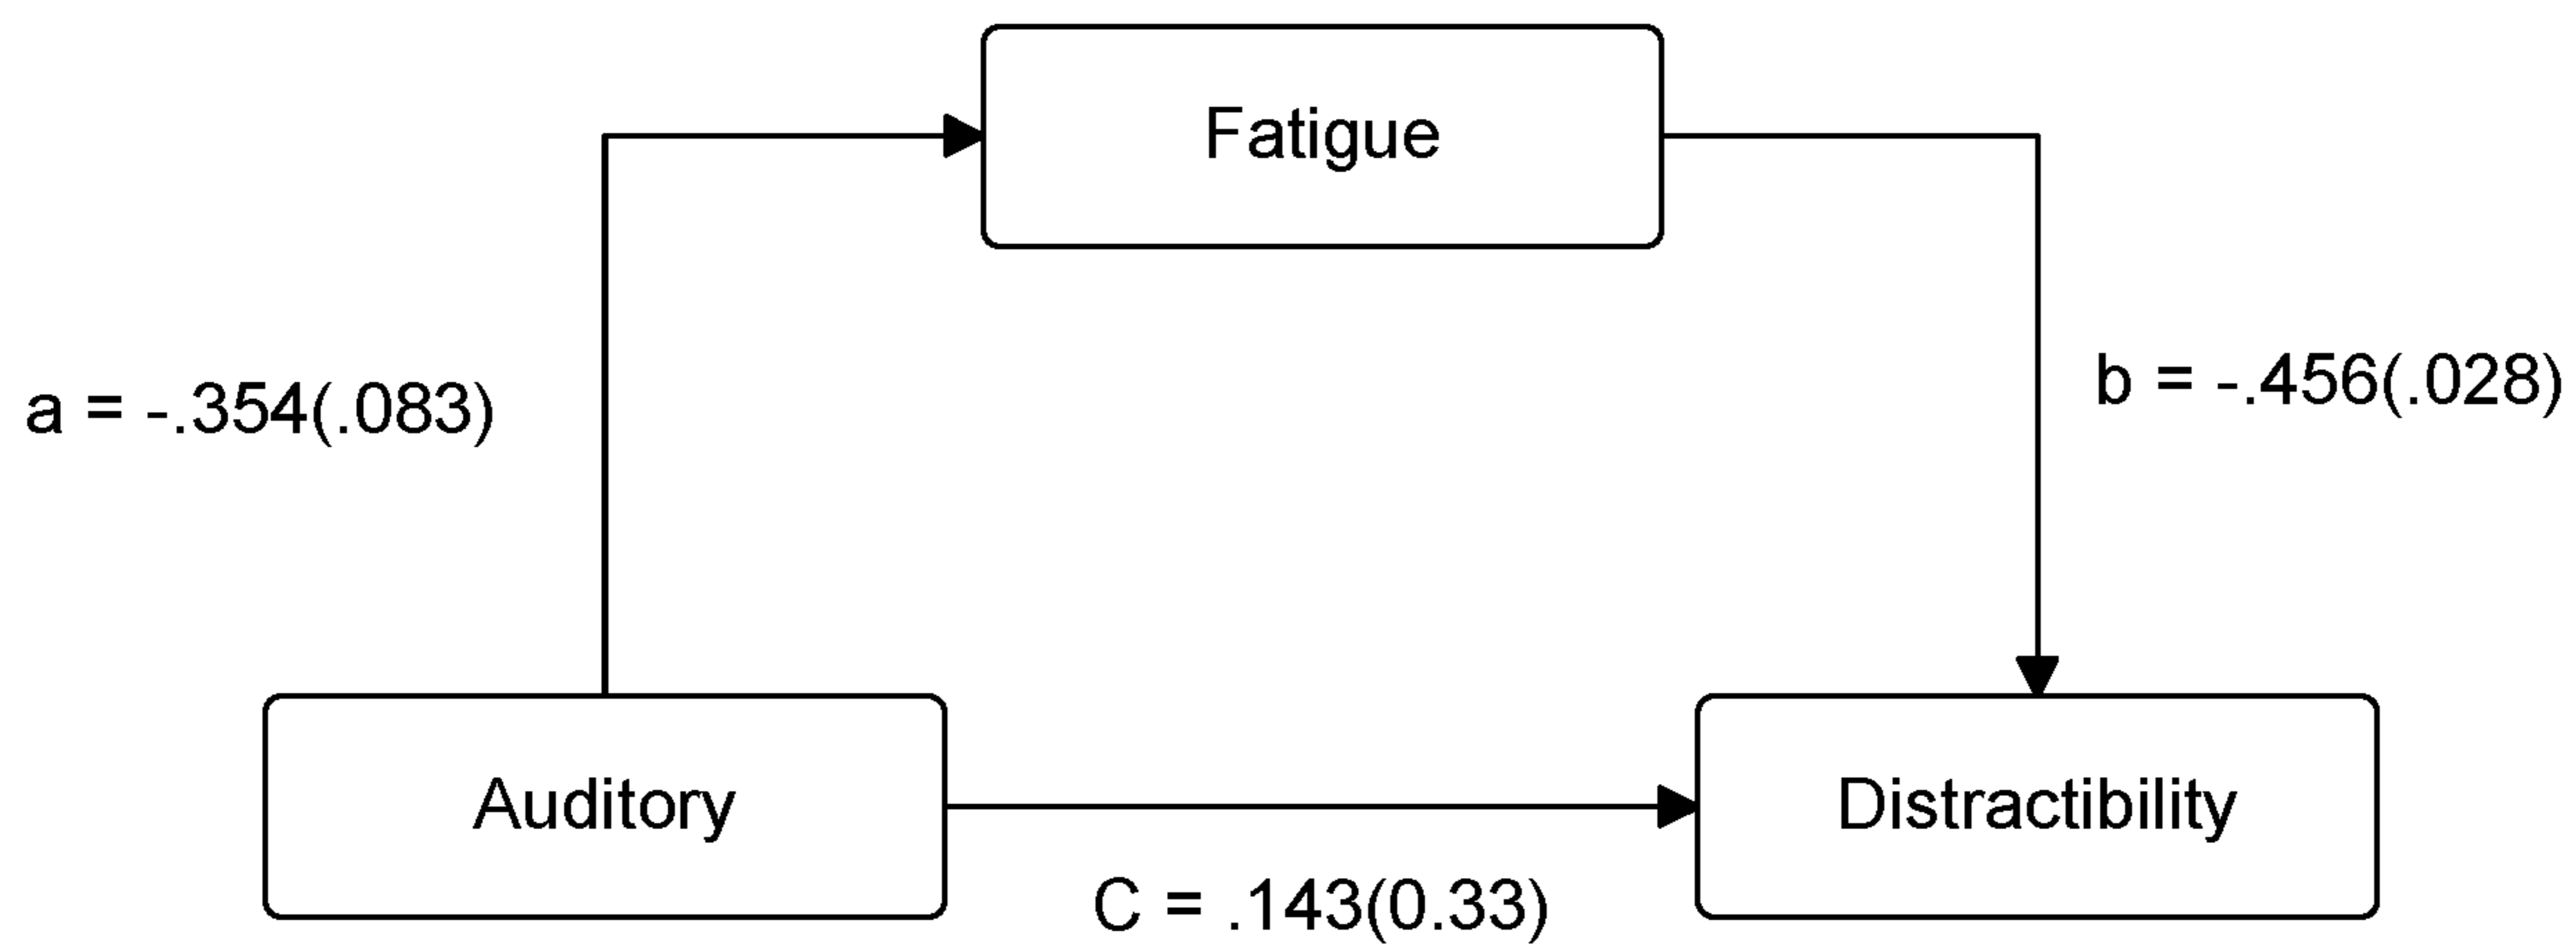 Fatigue
a = -.354(.083)
b = -.456(.028)
Auditory
Distractibility
C = .143(0.33)